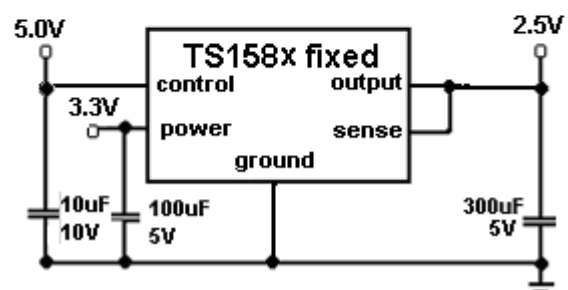 5.0V
2.5V
TS158x fixed
control
output
3.3V
power
sense
ground
10uF
10V
100uF
5V
300uF
5V